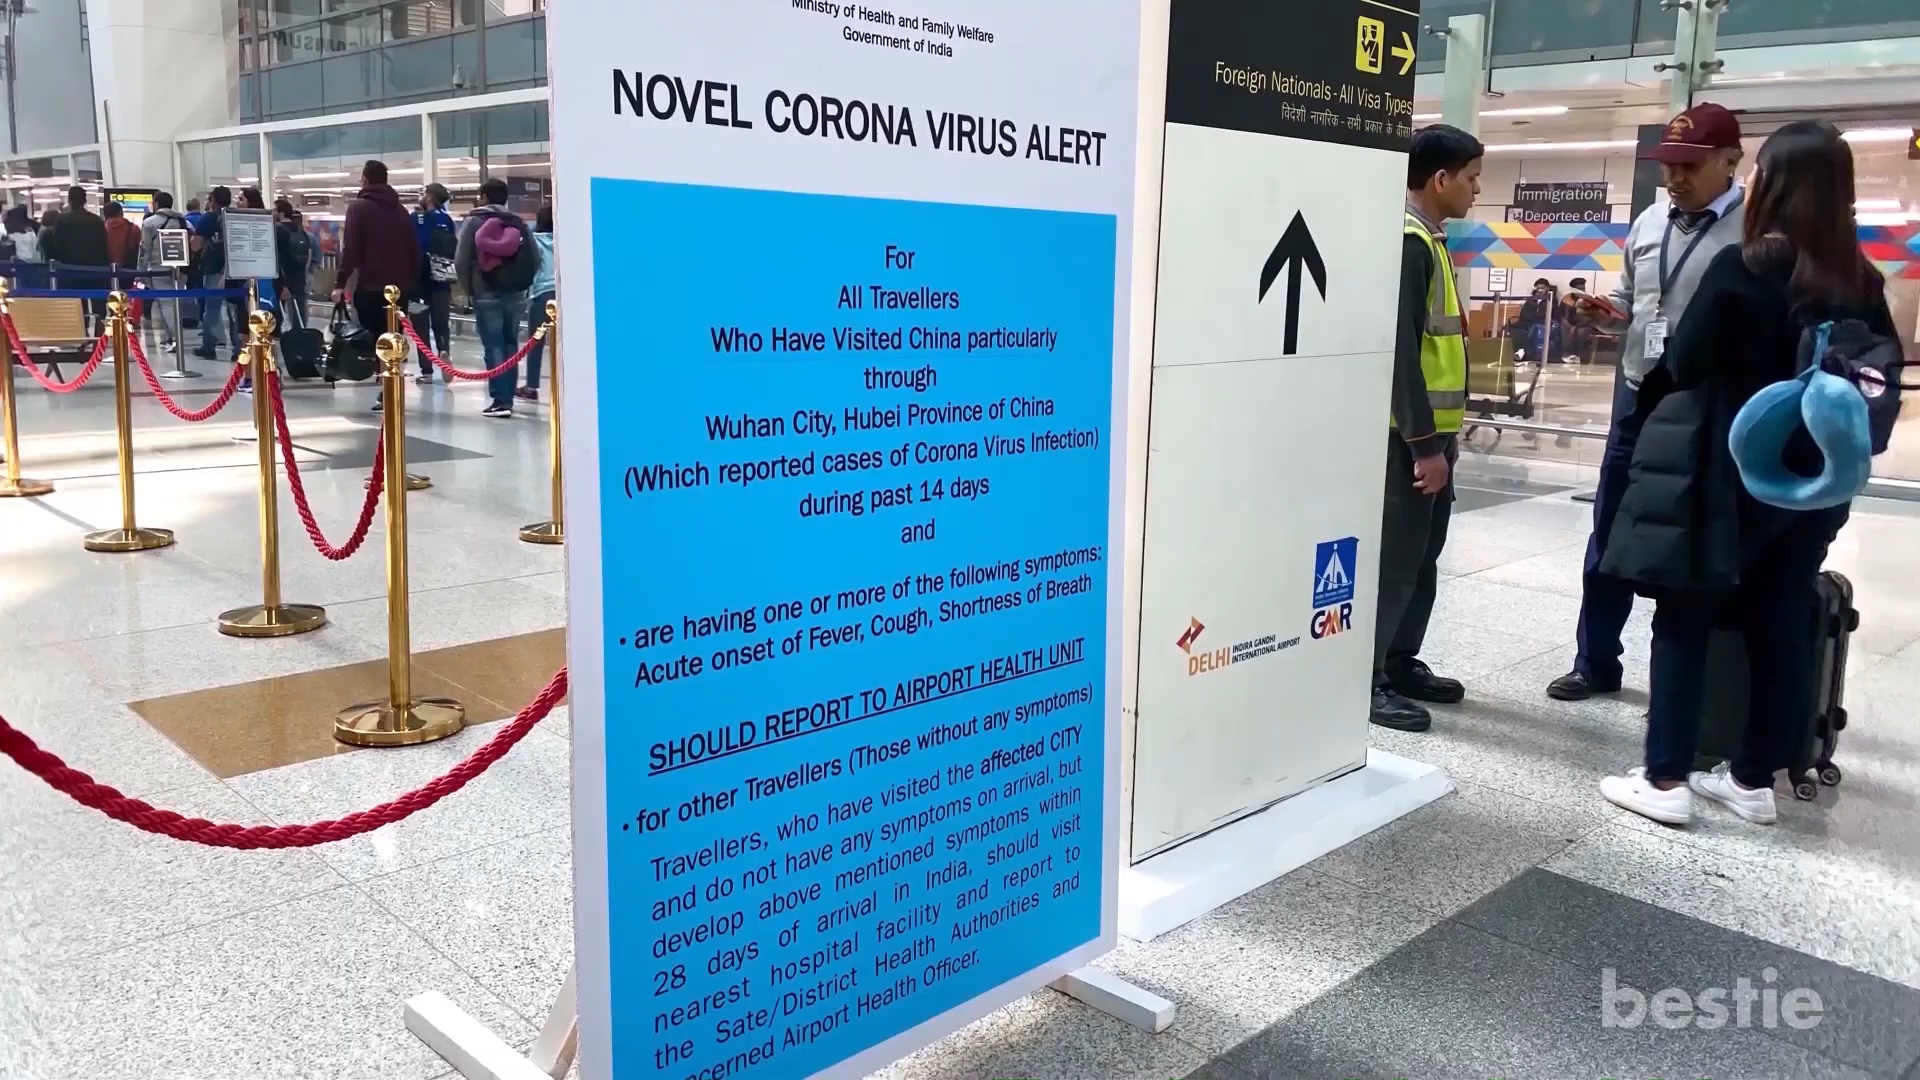 Ministry of Health and Family Welfare
Government of India
NOVEL CORONA VIRUS ALERT
For
All Travellers
Who Have Visited China particularly
through
Wuhan City, Hubei Province of China
(Which reported cases of Corona Virus Infection)
during past 14 days
and
• are having one or more of the following symptoms:
Acute onset of Fever, Cough, Shortness of Breath
SHOULD REPORT TO AIRPORT HEALTH UNIT
• for other Travellers (Those without any symptoms)
Travellers, who have visited the affected CITY
and do not have any symptoms on arrival, but
develop above mentioned symptoms within
28 days of arrival in India, should visit
nearest hospital facility and report to
the Sate/District Health Authorities and
ncerned Airport Health Officer.
Foreign Nationals - All Visa Types
विदेशी नागरिक - सभी प्रकार के वीसा
DELHI INDIRA GANDHI
INTERNATIONAL AIRPORT
GMR
Immigration
Deportee Cell
bestie